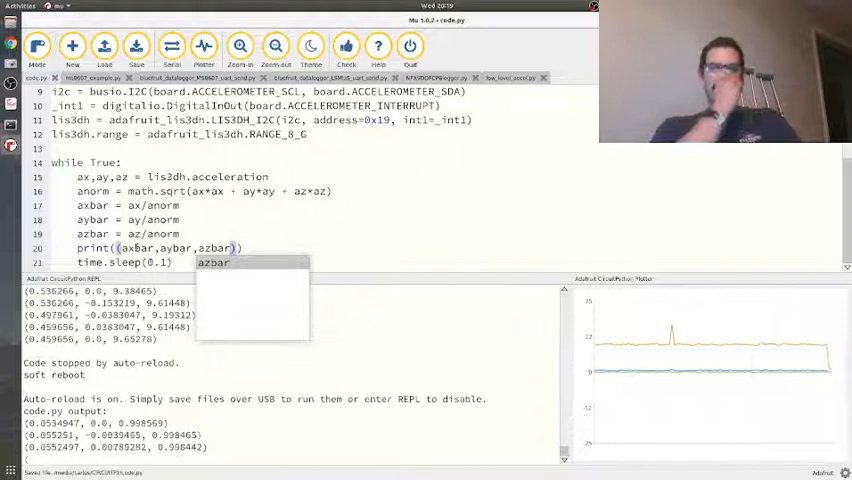 Activities
mu
Wed 20:19
Mu 1.0.2 - code.py
Mode New Load Save Serial Plotter Zoom-in Zoom-out Theme Check Help Quit
code.py bluefruit_datalogger_LSM9DS_uart_send.py low_level_accel.py
9 i2c = busio.I2C(board.ACCELEROMETER_SCL, board.ACCELEROMETER_SDA)
10 _int1 = digitalio.DigitalInOut(board.ACCELEROMETER_INTERRUPT)
11 lis3dh = adafruit_lis3dh.LIS3DH_I2C(i2c, address=0x19, int1=_int1)
12 lis3dh.range = adafruit_lis3dh.RANGE_8_G
13
14 while True:
15 ax,ay,az = lis3dh.acceleration
16 anorm = math.sqrt(ax*ax + ay*ay + az*az)
17 axbar = ax/anorm
18 aybar = ay/anorm
19 azbar = az/anorm
20 print((axbar,aybar,azbar))
21 time.sleep(0.1)
azbar
Adafruit CircuitPython REPL
(0.536266, 0.0, 9.38465)
(0.536266, -0.153219, 9.61448)
(0.497961, -0.0383047, 9.19312)
(0.459656, 0.0383047, 9.61448)
(0.459656, 0.0, 9.65278)
Code stopped by auto-reload.
soft reboot
Auto-reload is on. Simply save files over USB to run them or enter REPL to disable.
code.py output:
(0.0534947, 0.0, 0.998569)
(0.055251, -0.0039465, 0.998465)
(0.0552497, 0.00789282, 0.998442)
(
Adafruit CircuitPython Plotter
25
12
0
-12
-25
Adafruit